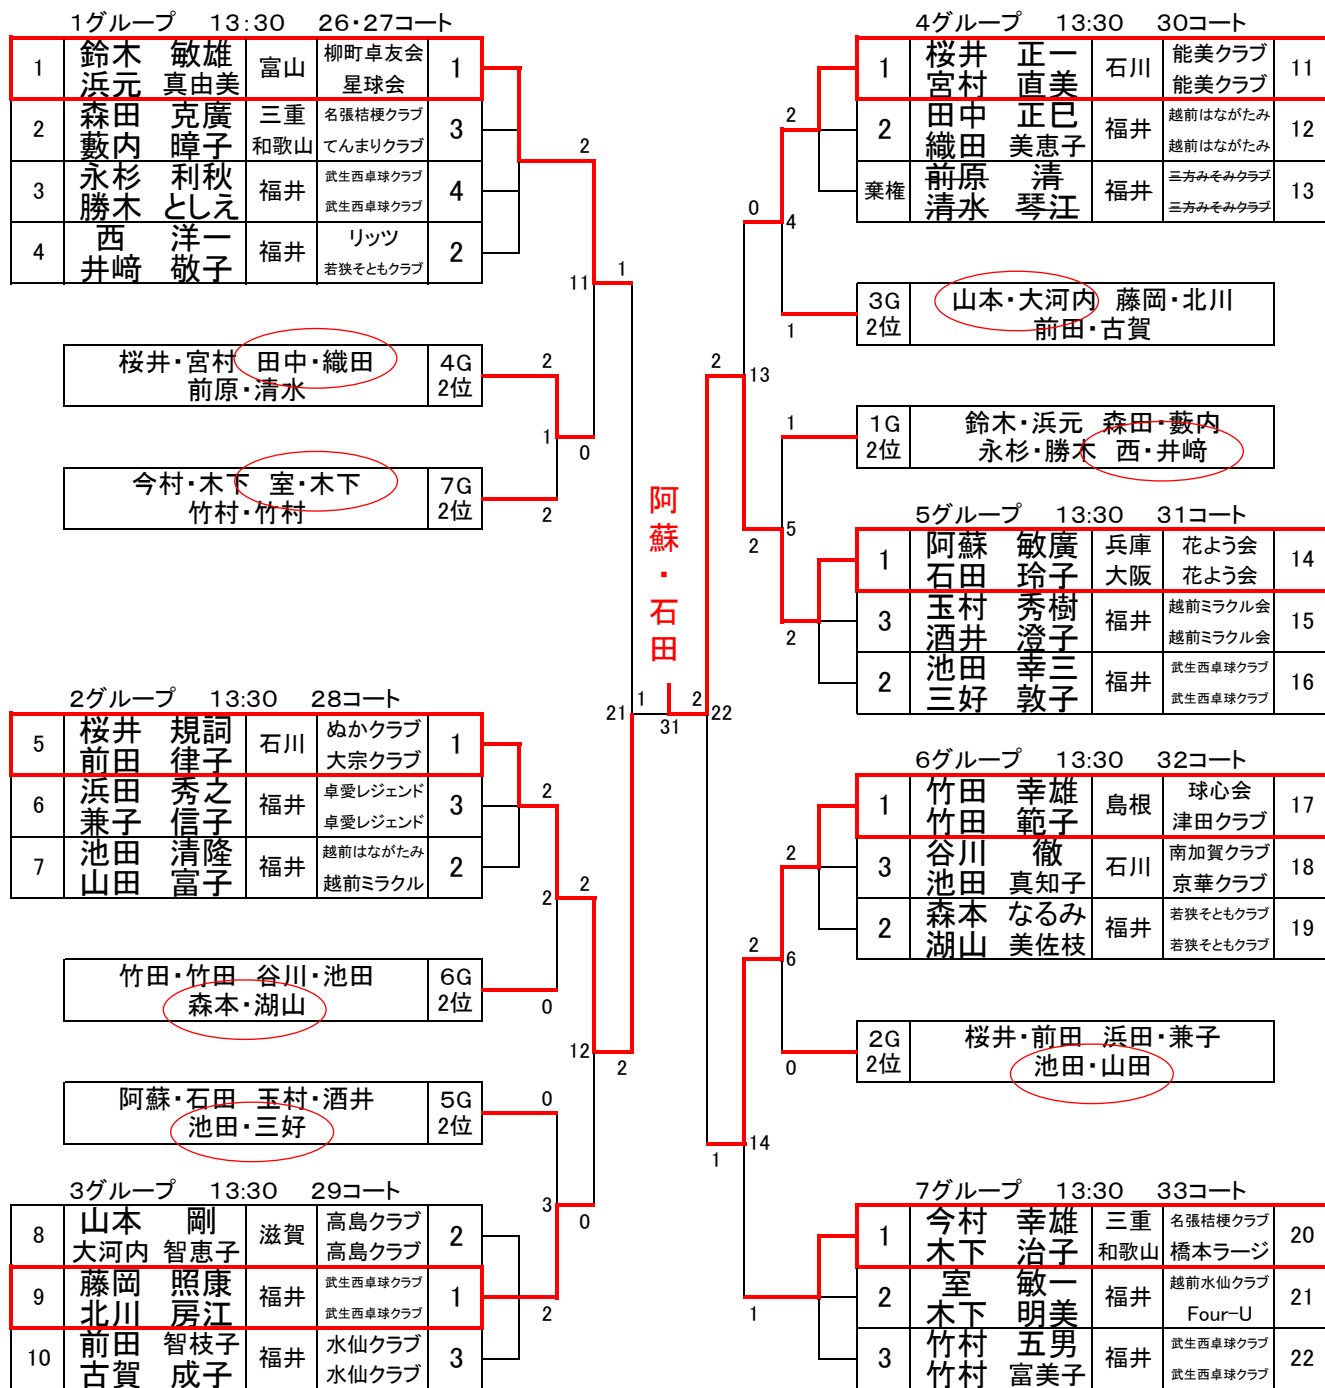 1グループ 13:30 26・27コート
1 鈴木 敏雄 富山 柳町卓友会 1
浜元 真由美 星球会
2 森田 克廣 三重 名張桔梗クラブ 3
藪内 暲子 和歌山 てんまりクラブ
3 永杉 利秋 福井 武生西卓球クラブ 4
勝木 としえ 武生西卓球クラブ
4 西 洋一 福井 リッツ 2
井﨑 敬子 若狭そともクラブ
2
1
11
桜井・宮村 田中・織田 4G
前原・清水 2位
2
1
0
今村・木下 室・木下 7G
竹村・竹村 2位
2
2グループ 13:30 28コート
5 桜井 規詞 石川 ぬかクラブ 1
前田 律子 大宗クラブ
6 浜田 秀之 福井 卓愛レジェンド 3
兼子 信子 卓愛レジェンド
7 池田 清隆 福井 越前はながたみ 2
山田 富子 越前ミラクル
2
2
2
竹田・竹田 谷川・池田 6G
森本・湖山 2位
0
12
2
阿蘇・石田 玉村・酒井 5G
池田・三好 2位
0
3グループ 13:30 29コート
8 山本 剛 滋賀 高島クラブ 2
大河内 智恵子 高島クラブ
9 藤岡 照康 福井 武生西卓球クラブ 1
北川 房江 武生西卓球クラブ
10 前田 智枝子 福井 水仙クラブ 3
古賀 成子 水仙クラブ
3
0
2
阿蘇・石田
21
1
31
2
22
4グループ 13:30 30コート
1 桜井 正一 石川 能美クラブ 11
宮村 直美 能美クラブ
2 田中 正巳 福井 越前はながたみ 12
織田 美恵子 越前はながたみ
棄権 前原 清 福井 三方みそみクラブ 13
清水 琴江 三方みそみクラブ
2
0
4
3G 山本・大河内 藤岡・北川
2位 前田・古賀
1
2
13
1G 鈴木・浜元 森田・藪内
2位 永杉・勝木 西・井﨑
1
5
2
5グループ 13:30 31コート
1 阿蘇 敏廣 兵庫 花よう会 14
石田 玲子 大阪 花よう会
3 玉村 秀樹 福井 越前ミラクル会 15
酒井 澄子 越前ミラクル会
2 池田 幸三 福井 武生西卓球クラブ 16
三好 敦子 武生西卓球クラブ
2
6グループ 13:30 32コート
1 竹田 幸雄 島根 球心会 17
竹田 範子 津田クラブ
3 谷川 徹 石川 南加賀クラブ 18
池田 真知子 京華クラブ
2 森本 なるみ 福井 若狭そともクラブ 19
湖山 美佐枝 若狭そともクラブ
2
2
6
2G 桜井・前田 浜田・兼子
2位 池田・山田
0
14
1
7グループ 13:30 33コート
1 今村 幸雄 三重 名張桔梗クラブ 20
木下 治子 和歌山 橋本ラージ
2 室 敏一 福井 越前水仙クラブ 21
木下 明美 Four-U
3 竹村 五男 福井 武生西卓球クラブ 22
竹村 富美子 武生西卓球クラブ
1